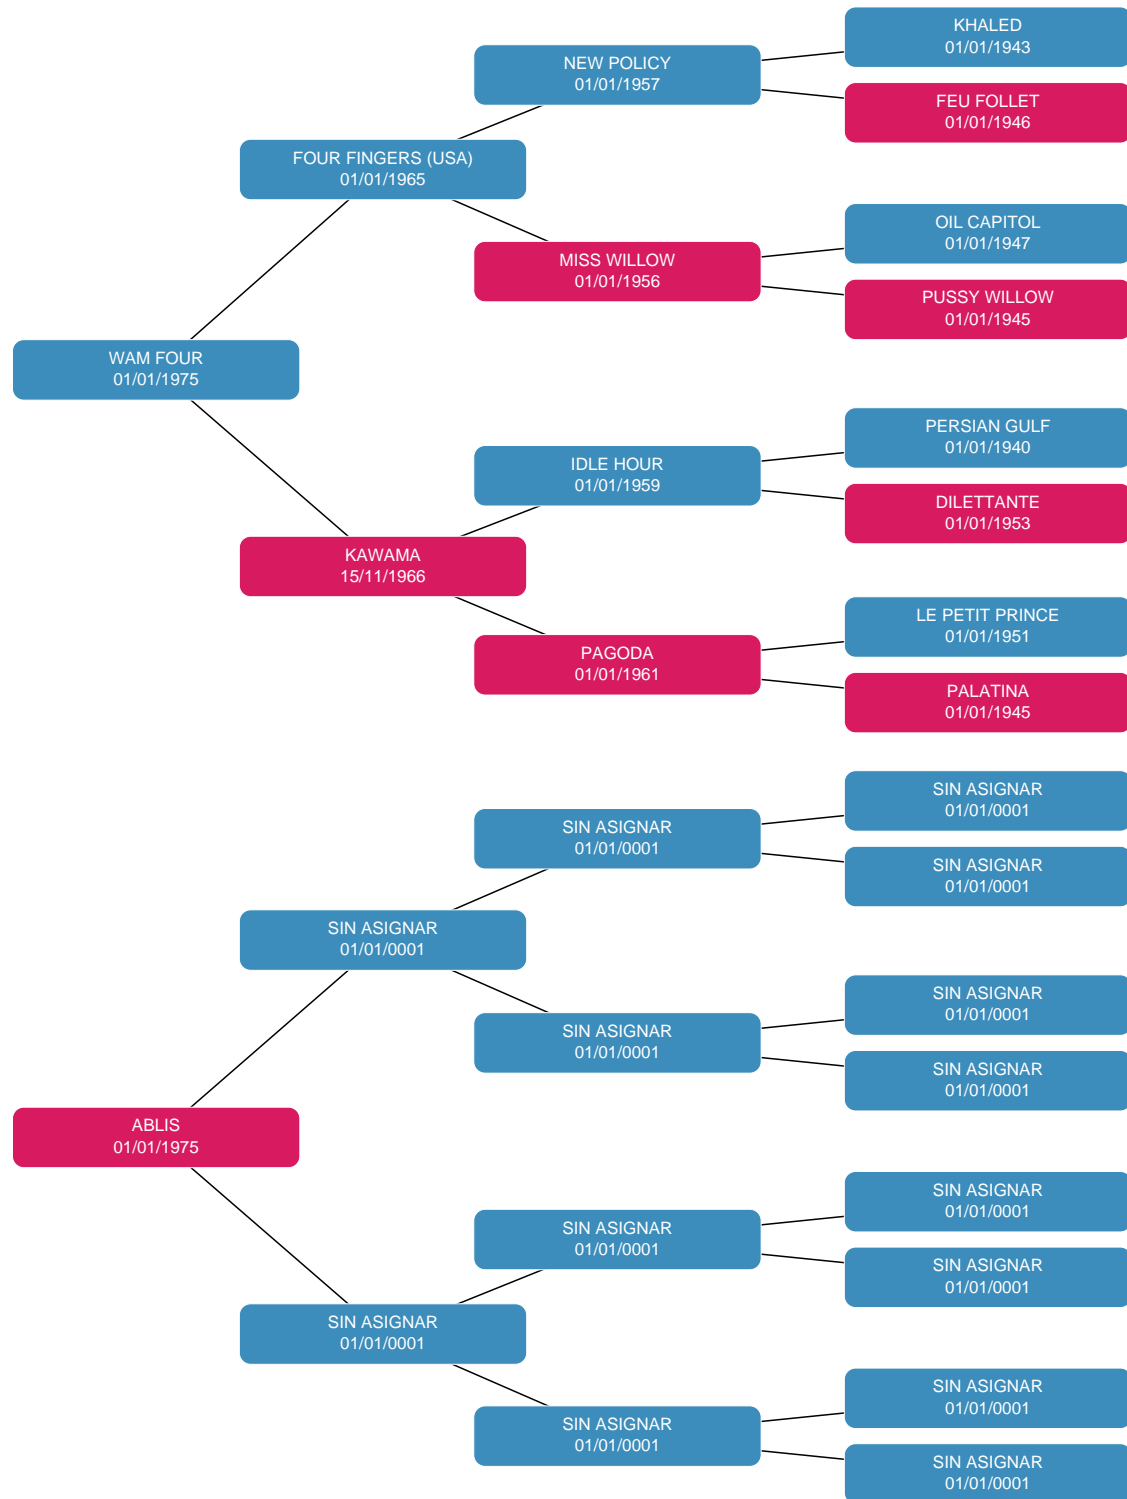 KHALED
01/01/1943
NEW POLICY
01/01/1957
FEU FOLLET
01/01/1946
FOUR FINGERS (USA)
01/01/1965
OIL CAPITOL
01/01/1947
MISS WILLOW
01/01/1956
PUSSY WILLOW
01/01/1945
WAM FOUR
01/01/1975
PERSIAN GULF
01/01/1940
IDLE HOUR
01/01/1959
DILETTANTE
01/01/1953
KAWAMA
15/11/1966
LE PETIT PRINCE
01/01/1951
PAGODA
01/01/1961
PALATINA
01/01/1945
SIN ASIGNAR
01/01/0001
SIN ASIGNAR
01/01/0001
SIN ASIGNAR
01/01/0001
SIN ASIGNAR
01/01/0001
SIN ASIGNAR
01/01/0001
SIN ASIGNAR
01/01/0001
SIN ASIGNAR
01/01/0001
ABLIS
01/01/1975
SIN ASIGNAR
01/01/0001
SIN ASIGNAR
01/01/0001
SIN ASIGNAR
01/01/0001
SIN ASIGNAR
01/01/0001
SIN ASIGNAR
01/01/0001
SIN ASIGNAR
01/01/0001
SIN ASIGNAR
01/01/0001